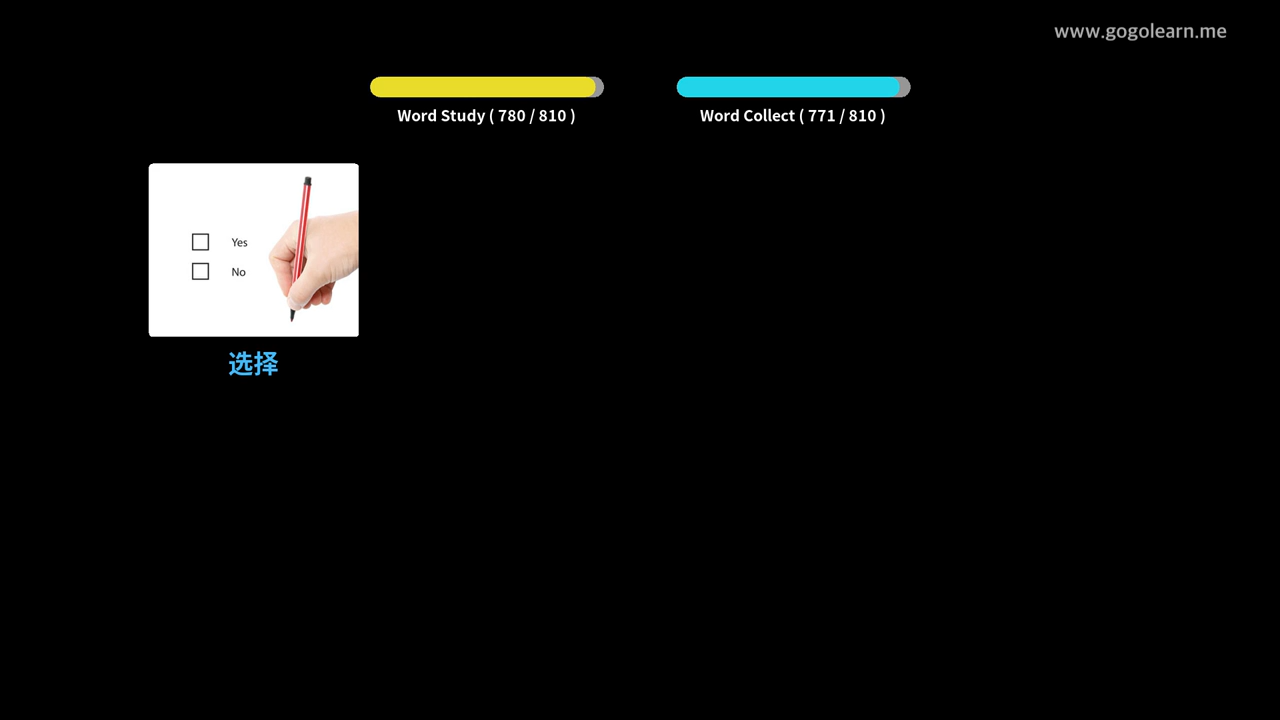 www.gogolearn.me
Word Study ( 780 / 810 )
Word Collect ( 771 / 810 )
Yes
No
选择